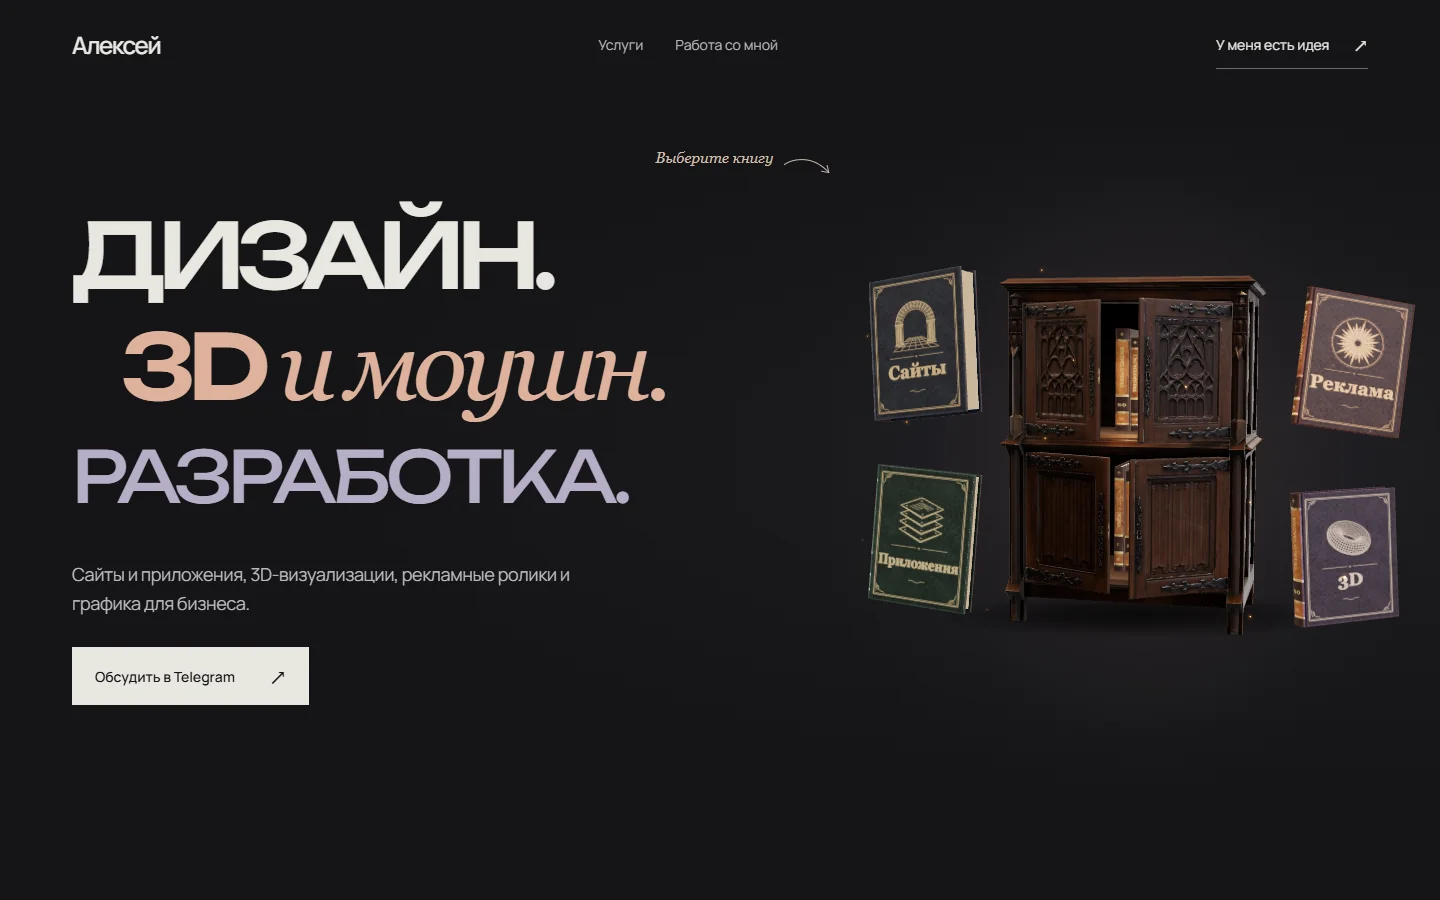 Алексей
Услуги
Работа со мной
У меня есть идея
Выберите книгу
ДИЗАЙН.
3D и моушн.
РАЗРАБОТКА.
Сайты и приложения, 3D-визуализации, рекламные ролики и
графика для бизнеса.
Обсудить в Telegram
Сайты
Реклама
Приложения
3D